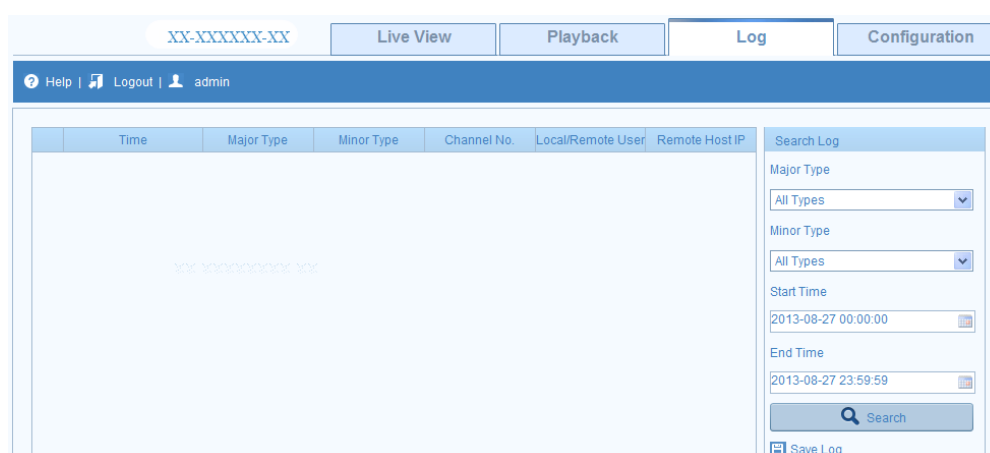 XX-XXXXXX-XX Live View Playback Log Configuration
Help | Logout | admin
Time Major Type Minor Type Channel No. Local/Remote User Remote Host IP
Search Log
Major Type
All Types
Minor Type
All Types
Start Time
2013-08-27 00:00:00
End Time
2013-08-27 23:59:59
Search
Save Log